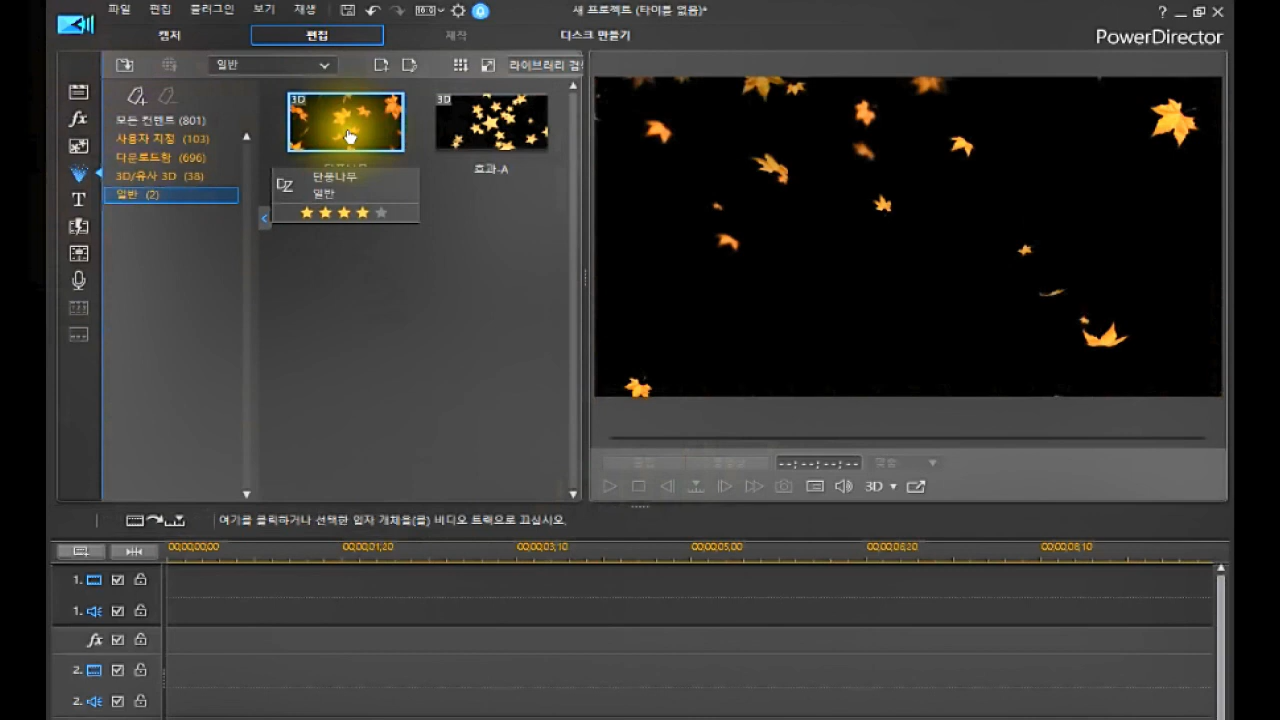 파일 편집 플러그인 보기 재생 새 프로젝트 (타이틀 없음)* ?
캡처 편집 제작 디스크 만들기 PowerDirector
일반 라이브러리 검
모든 컨텐트 (801)
사용자 지정 (103)
다운로드함 (696)
3D/유사 3D (38)
일반 (2)
3D 3D
효과-A
단풍나무
일반
fx
T
--;--;--;--
3D
여기를 클릭하거나 선택한 입자 개체을(를) 비디오 트랙으로 끄십시오.
00;00;00;00 00;00;01;20 00;00;03;10 00;00;05;00 00;00;06;20 00;00;08;10
1.
1.
fx
2.
2.